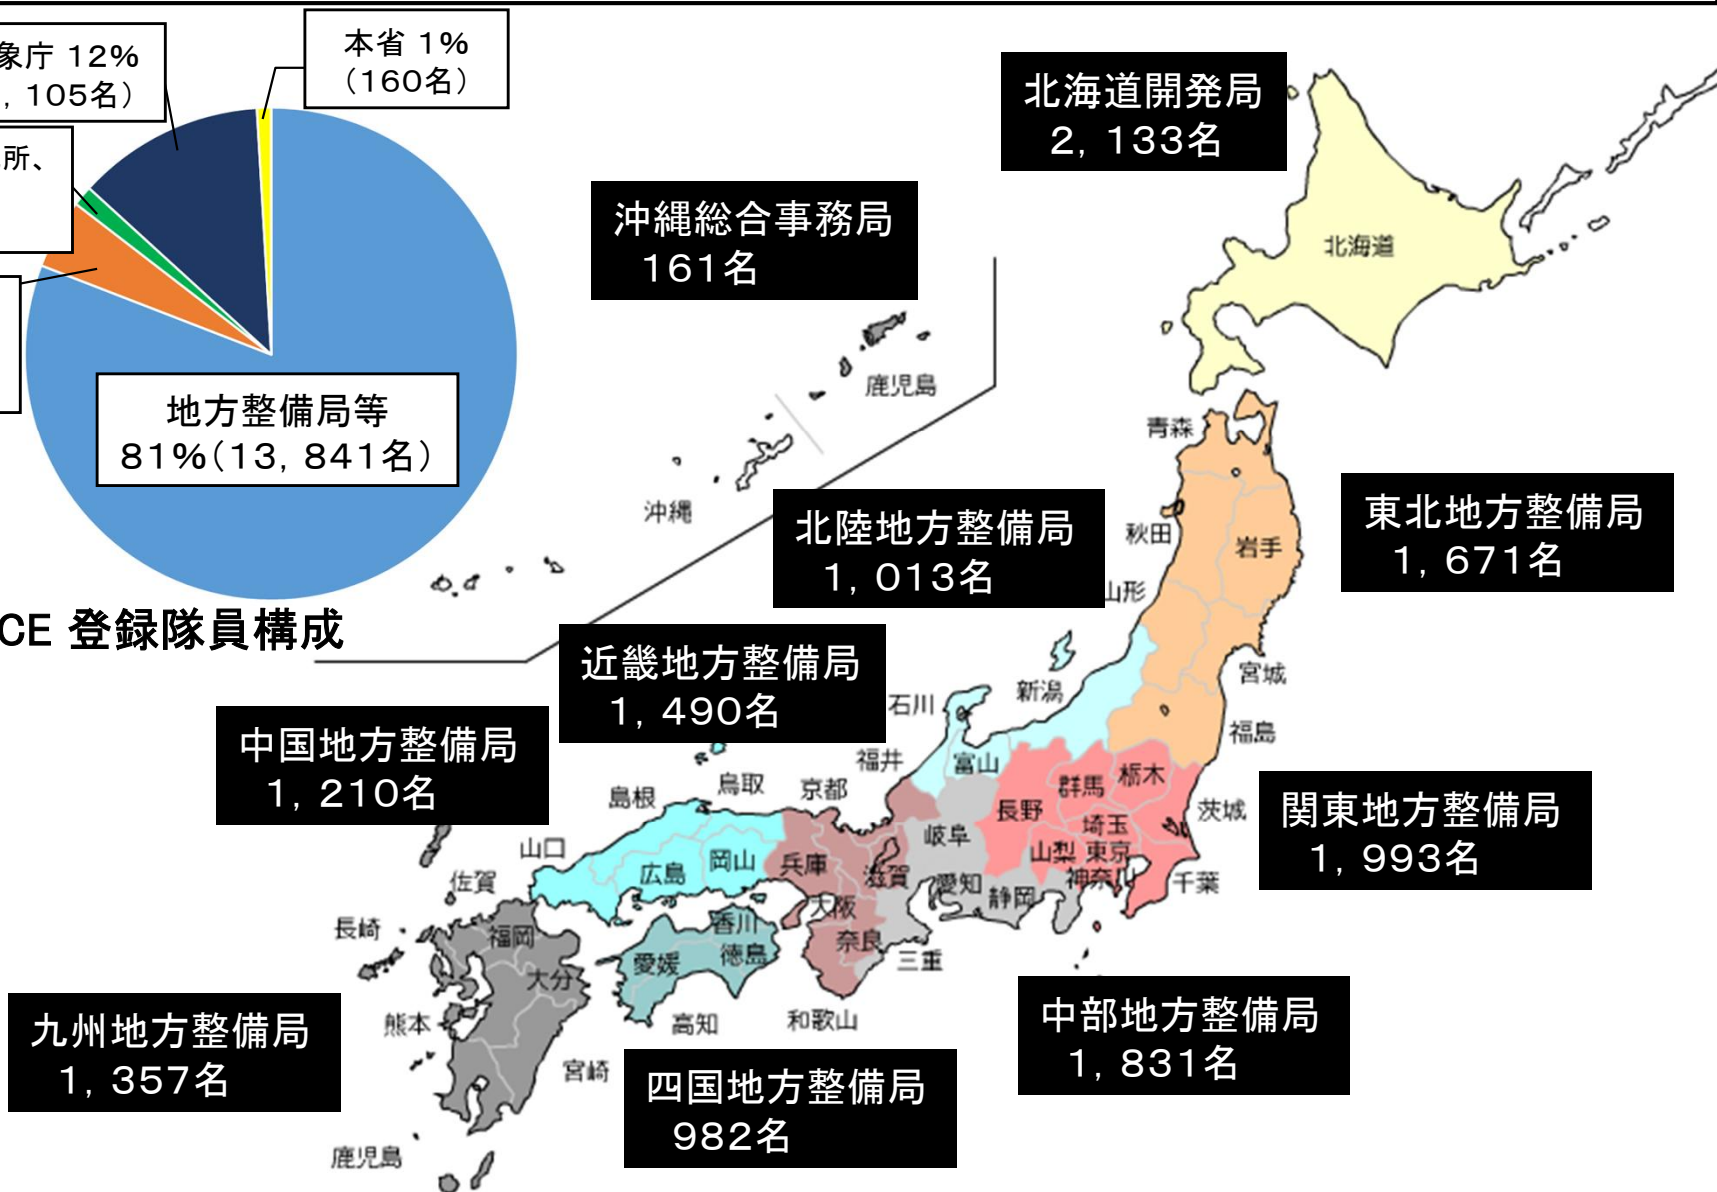 象庁 12%
, 105名）
本省 1%
（160名）
所、
地方整備局等
81%（13, 841名）
CE 登録隊員構成
北海道開発局
2, 133名
沖縄総合事務局
161名
北陸地方整備局
1, 013名
東北地方整備局
1, 671名
近畿地方整備局
1, 490名
中国地方整備局
1, 210名
関東地方整備局
1, 993名
九州地方整備局
1, 357名
四国地方整備局
982名
中部地方整備局
1, 831名
北海道
鹿児島
沖縄
青森
秋田
岩手
山形
宮城
新潟
石川
福島
福井
富山
群馬
栃木
長野
茨城
埼玉
山梨
東京
神奈川
千葉
岐阜
愛知
静岡
三重
島根
鳥取
京都
山口
広島
岡山
兵庫
滋賀
大阪
奈良
和歌山
香川
徳島
愛媛
高知
佐賀
長崎
福岡
大分
熊本
宮崎
鹿児島